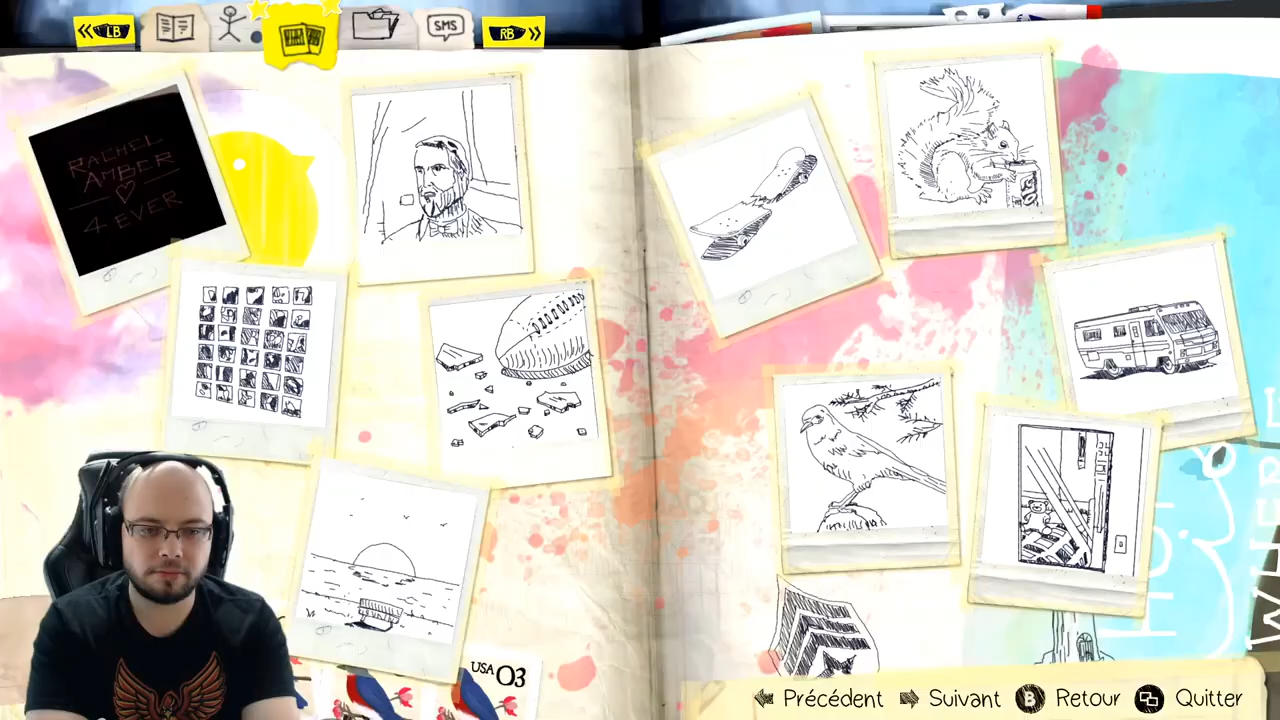 LB
SMS
RB
RACHEL
AMBER
4 EVER
USA 03
Précédent
Suivant
B
Retour
Quitter